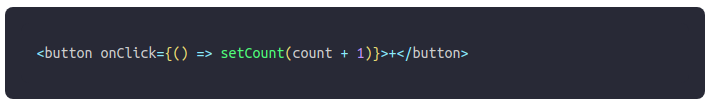 <button onClick={() => setCount(count + 1)}>+</button>